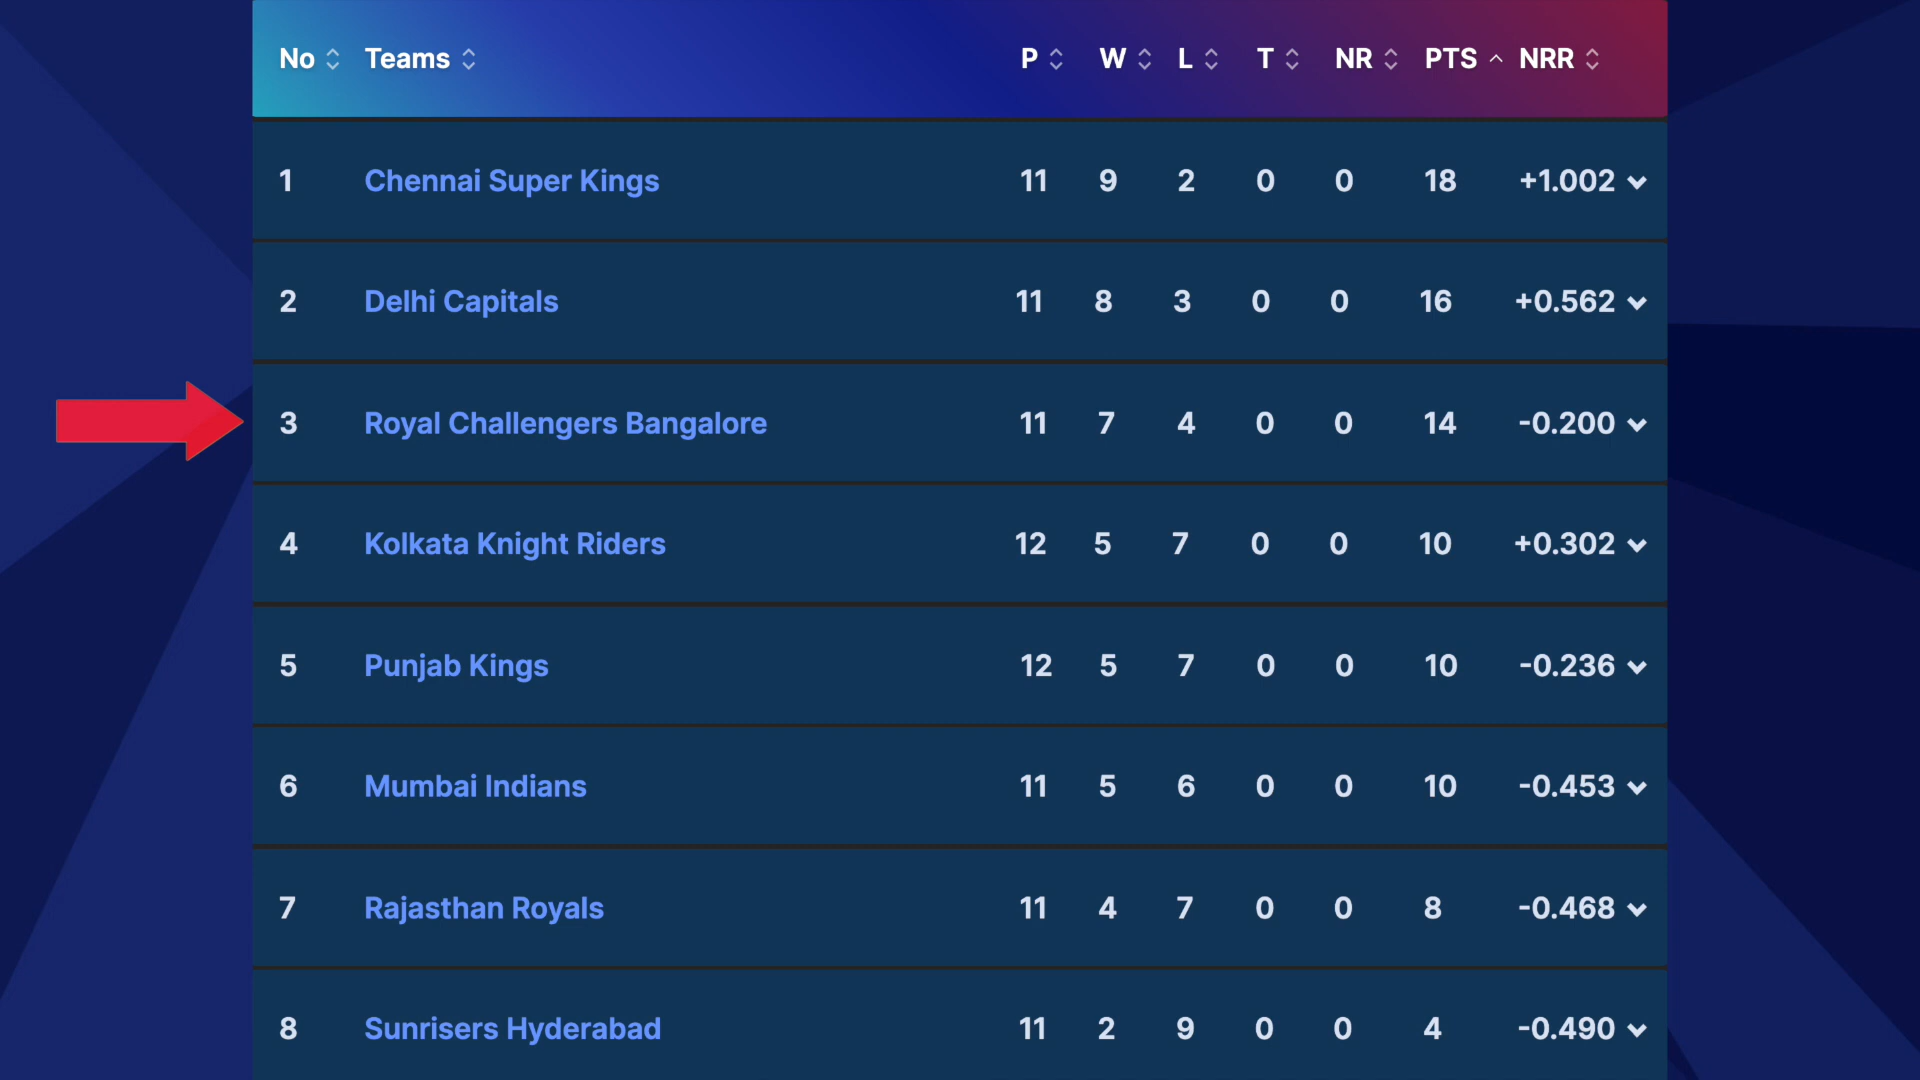 No Teams P W L T NR PTS NRR
1 Chennai Super Kings 11 9 2 0 0 18 +1.002
2 Delhi Capitals 11 8 3 0 0 16 +0.562
3 Royal Challengers Bangalore 11 7 4 0 0 14 -0.200
4 Kolkata Knight Riders 12 5 7 0 0 10 +0.302
5 Punjab Kings 12 5 7 0 0 10 -0.236
6 Mumbai Indians 11 5 6 0 0 10 -0.453
7 Rajasthan Royals 11 4 7 0 0 8 -0.468
8 Sunrisers Hyderabad 11 2 9 0 0 4 -0.490